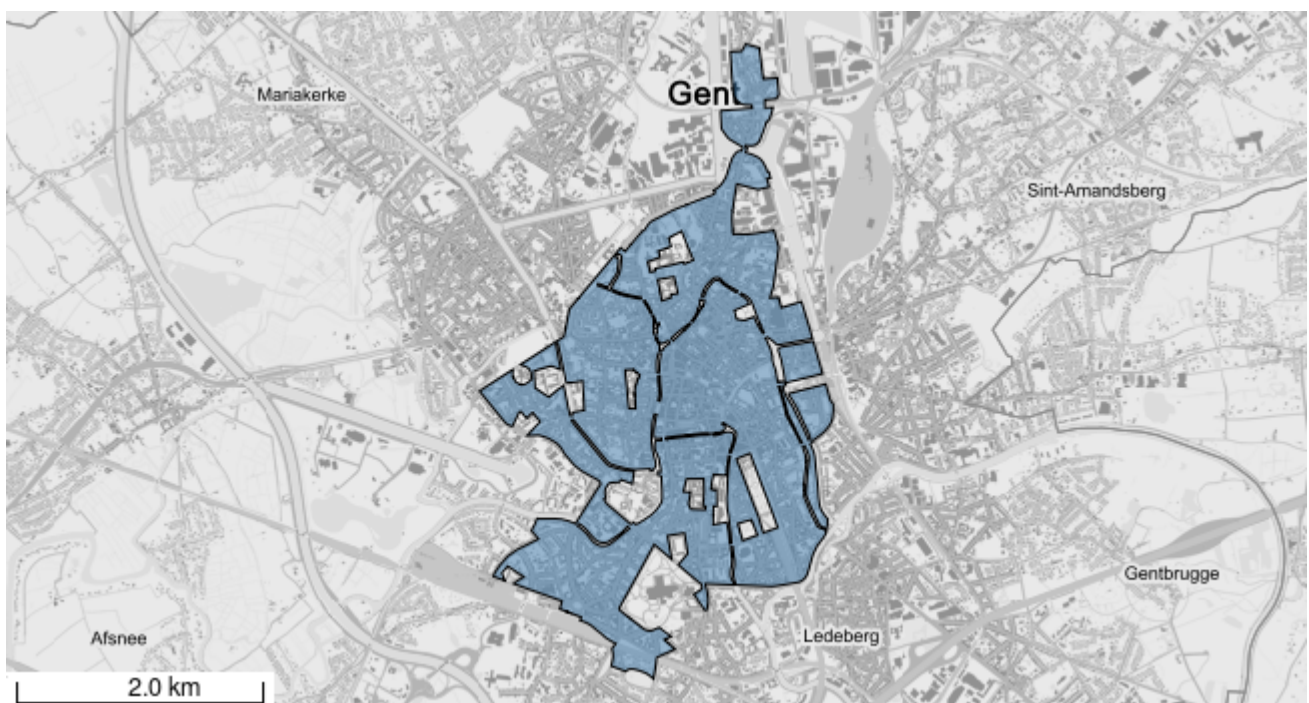 Mariakerke
Gent
Sint-Amandsberg
Gentbrugge
Afsnee
Ledeberg
2.0 km